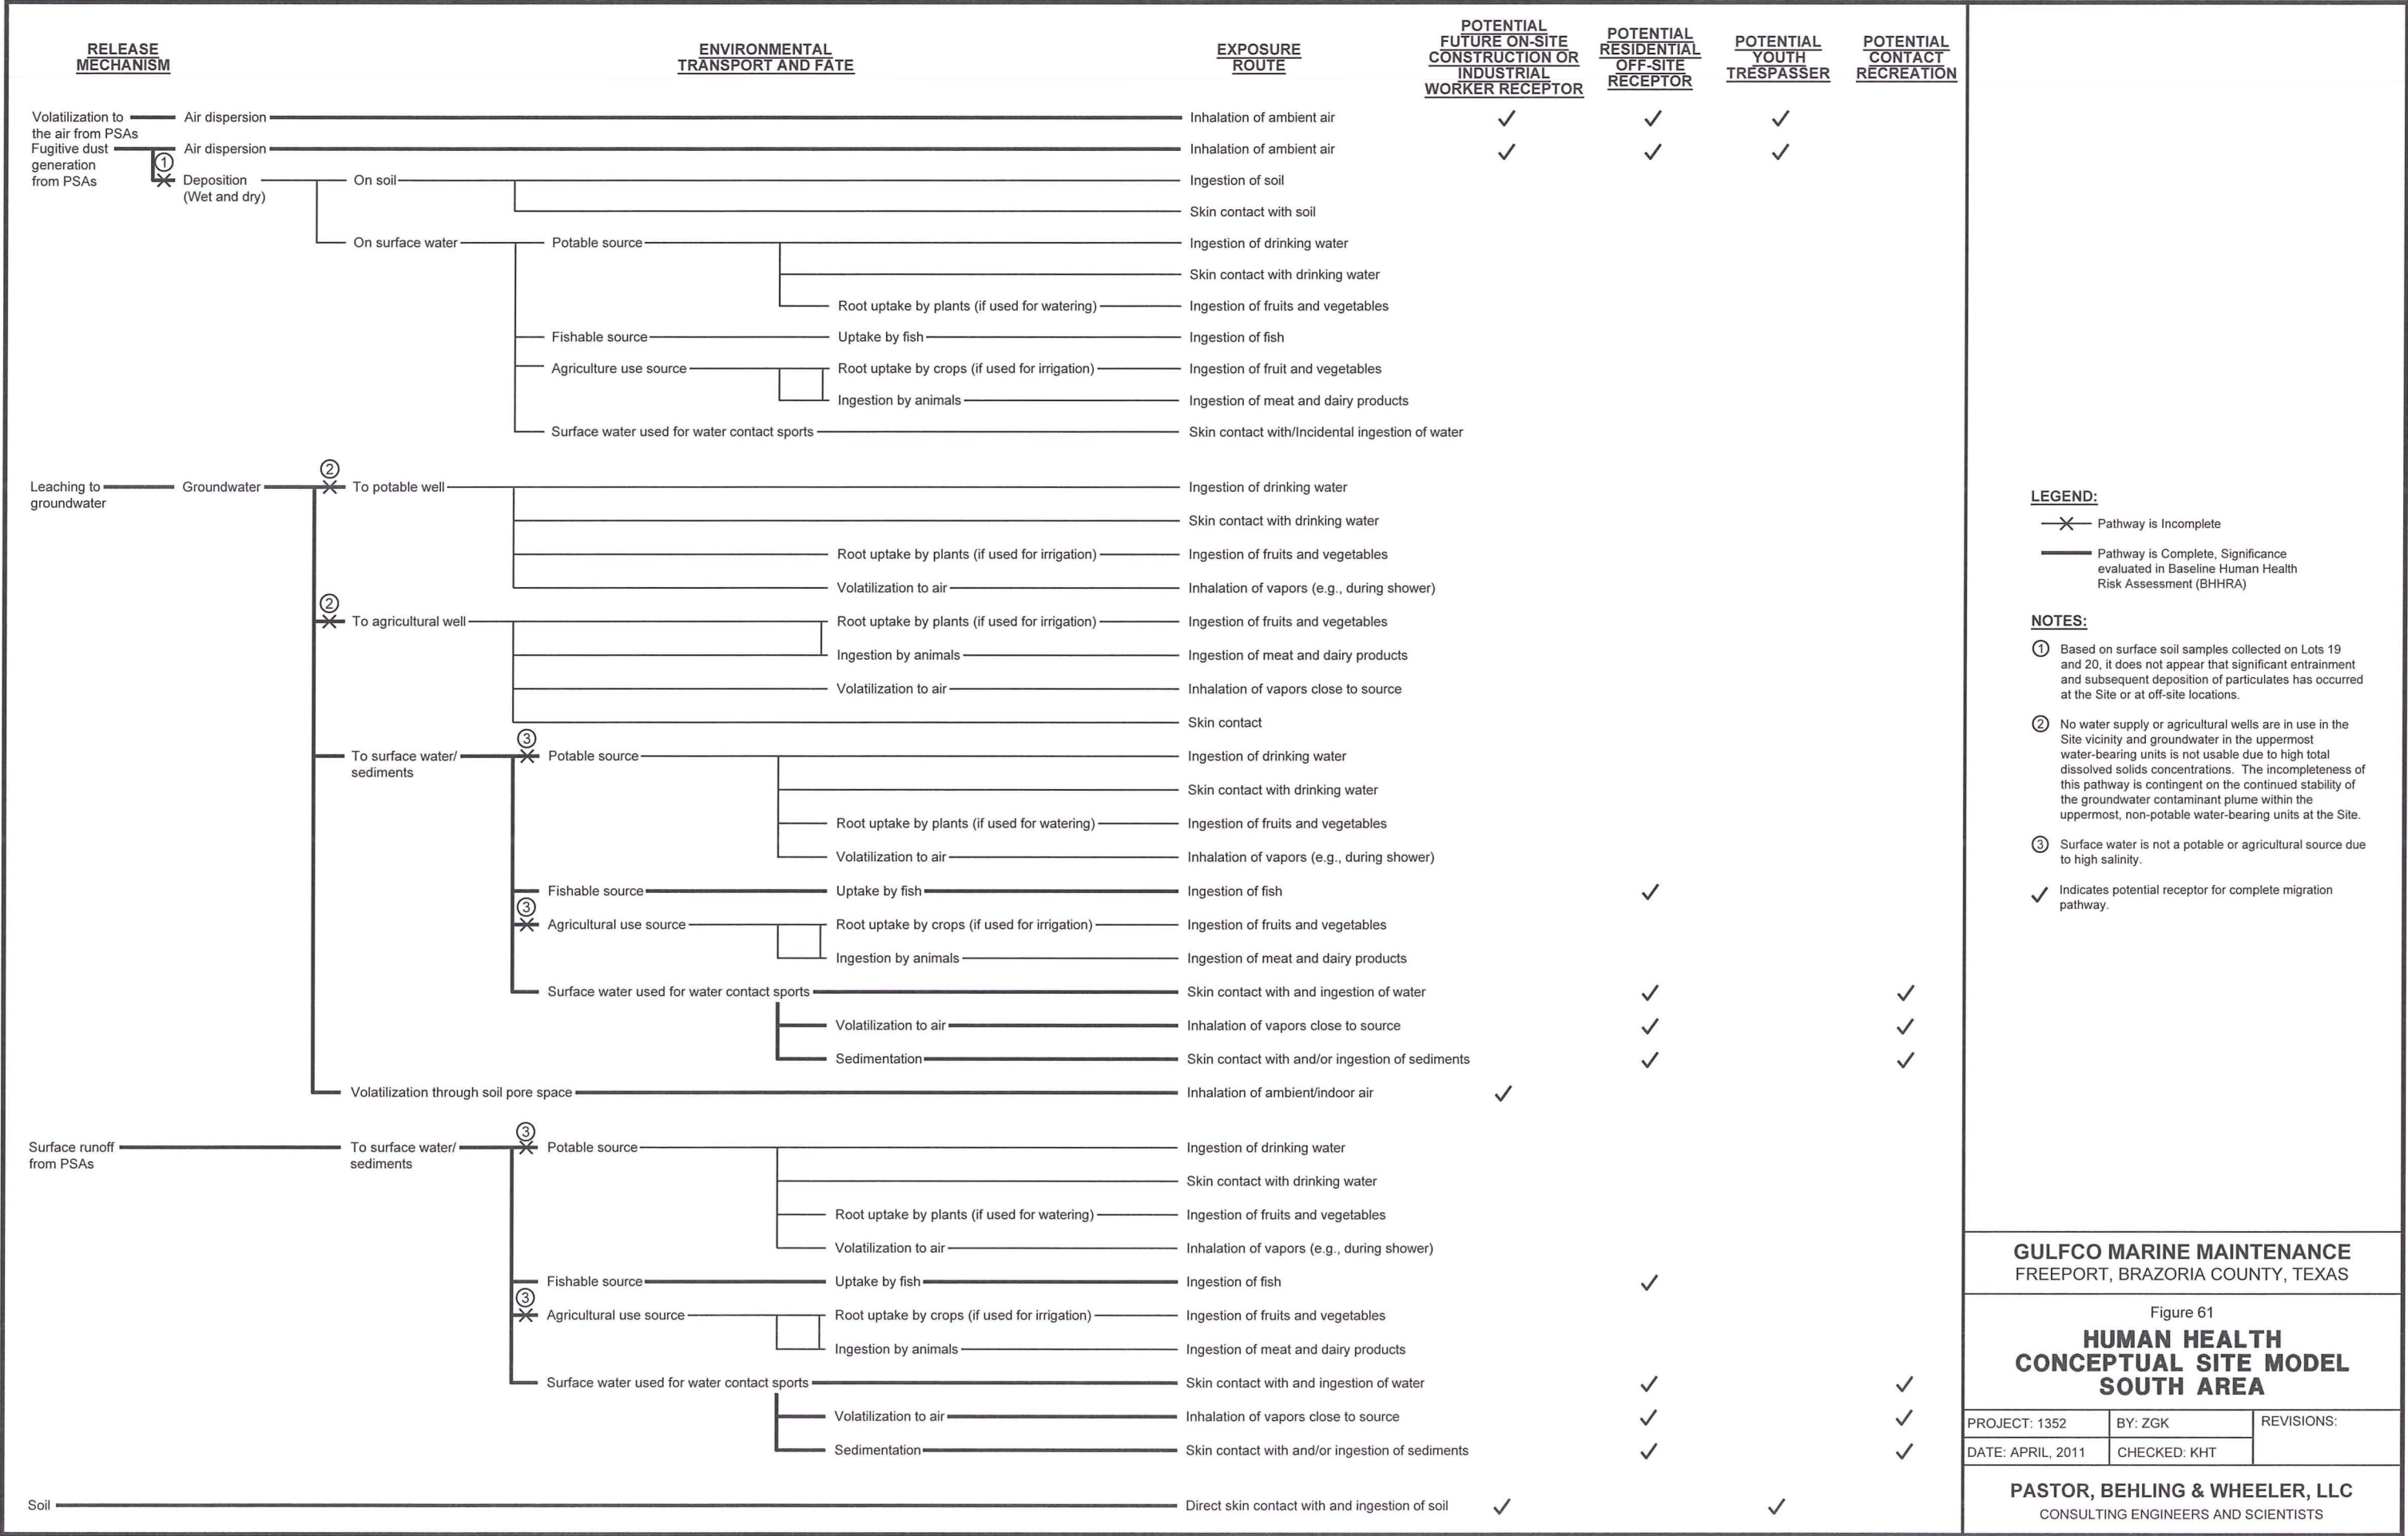 RELEASE
MECHANISM
ENVIRONMENTAL
TRANSPORT AND FATE
EXPOSURE
ROUTE
POTENTIAL
FUTURE ON-SITE
CONSTRUCTION OR
INDUSTRIAL
WORKER RECEPTOR
POTENTIAL
RESIDENTIAL
OFF-SITE
RECEPTOR
POTENTIAL
YOUTH
TRESPASSER
POTENTIAL
CONTACT
RECREATION
Volatilization to
the air from PSAs
Air dispersion
Inhalation of ambient air
✓ ✓ ✓
Fugitive dust
generation
from PSAs
Air dispersion
Inhalation of ambient air
✓ ✓ ✓
1
Deposition
(Wet and dry)
On soil
Ingestion of soil
Skin contact with soil
On surface water
Potable source
Ingestion of drinking water
Skin contact with drinking water
Root uptake by plants (if used for watering)
Ingestion of fruits and vegetables
Fishable source
Uptake by fish
Ingestion of fish
Agriculture use source
Root uptake by crops (if used for irrigation)
Ingestion of fruit and vegetables
Ingestion by animals
Ingestion of meat and dairy products
Surface water used for water contact sports
Skin contact with/Incidental ingestion of water
Leaching to
groundwater
Groundwater
2
To potable well
Ingestion of drinking water
Skin contact with drinking water
Root uptake by plants (if used for irrigation)
Ingestion of fruits and vegetables
Volatilization to air
Inhalation of vapors (e.g., during shower)
2
To agricultural well
Root uptake by plants (if used for irrigation)
Ingestion of fruits and vegetables
Ingestion by animals
Ingestion of meat and dairy products
Volatilization to air
Inhalation of vapors close to source
Skin contact
To surface water/
sediments
3
Potable source
Ingestion of drinking water
Skin contact with drinking water
Root uptake by plants (if used for watering)
Ingestion of fruits and vegetables
Volatilization to air
Inhalation of vapors (e.g., during shower)
Fishable source
Uptake by fish
Ingestion of fish
✓
3
Agricultural use source
Root uptake by crops (if used for irrigation)
Ingestion of fruits and vegetables
Ingestion by animals
Ingestion of meat and dairy products
Surface water used for water contact sports
Skin contact with and ingestion of water
✓ ✓
Volatilization to air
Inhalation of vapors close to source
✓ ✓
Sedimentation
Skin contact with and/or ingestion of sediments
✓ ✓
Volatilization through soil pore space
Inhalation of ambient/indoor air
✓
Surface runoff
from PSAs
To surface water/
sediments
3
Potable source
Ingestion of drinking water
Skin contact with drinking water
Root uptake by plants (if used for watering)
Ingestion of fruits and vegetables
Volatilization to air
Inhalation of vapors (e.g., during shower)
Fishable source
Uptake by fish
Ingestion of fish
✓
3
Agricultural use source
Root uptake by crops (if used for irrigation)
Ingestion of fruits and vegetables
Ingestion by animals
Ingestion of meat and dairy products
Surface water used for water contact sports
Skin contact with and ingestion of water
✓ ✓
Volatilization to air
Inhalation of vapors close to source
✓ ✓
Sedimentation
Skin contact with and/or ingestion of sediments
✓ ✓
Soil
Direct skin contact with and ingestion of soil
✓ ✓
LEGEND:
Pathway is Incomplete
Pathway is Complete, Significance
evaluated in Baseline Human Health
Risk Assessment (BHHRA)
NOTES:
1 Based on surface soil samples collected on Lots 19
and 20, it does not appear that significant entrainment
and subsequent deposition of particulates has occurred
at the Site or at off-site locations.
2 No water supply or agricultural wells are in use in the
Site vicinity and groundwater in the uppermost
water-bearing units is not usable due to high total
dissolved solids concentrations. The incompleteness of
this pathway is contingent on the continued stability of
the groundwater contaminant plume within the
uppermost, non-potable water-bearing units at the Site.
3 Surface water is not a potable or agricultural source due
to high salinity.
✓ Indicates potential receptor for complete migration
pathway.
GULFCO MARINE MAINTENANCE
FREEPORT, BRAZORIA COUNTY, TEXAS
Figure 61
HUMAN HEALTH
CONCEPTUAL SITE MODEL
SOUTH AREA
PROJECT: 1352
BY: ZGK
REVISIONS:
DATE: APRIL, 2011
CHECKED: KHT
PASTOR, BEHLING & WHEELER, LLC
CONSULTING ENGINEERS AND SCIENTISTS